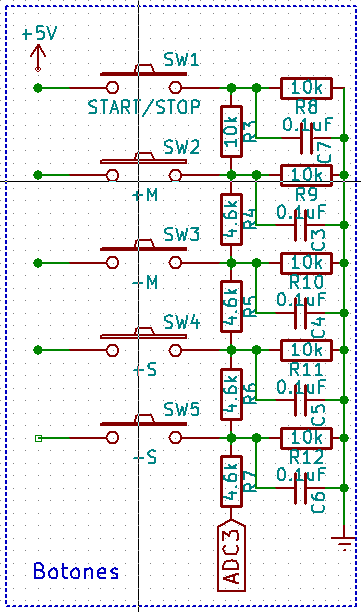 +5V
SW1
10k
START/STOP
R8
0.1uF
10k
R3
C7
SW2
10k
+M
R9
0.1uF
4.6k
R4
C3
SW3
10k
-M
R10
0.1uF
4.6k
R5
C4
SW4
10k
+S
R11
0.1uF
4.6k
R6
C5
SW5
10k
-S
R12
0.1uF
4.6k
R7
C6
ADC3
Botones